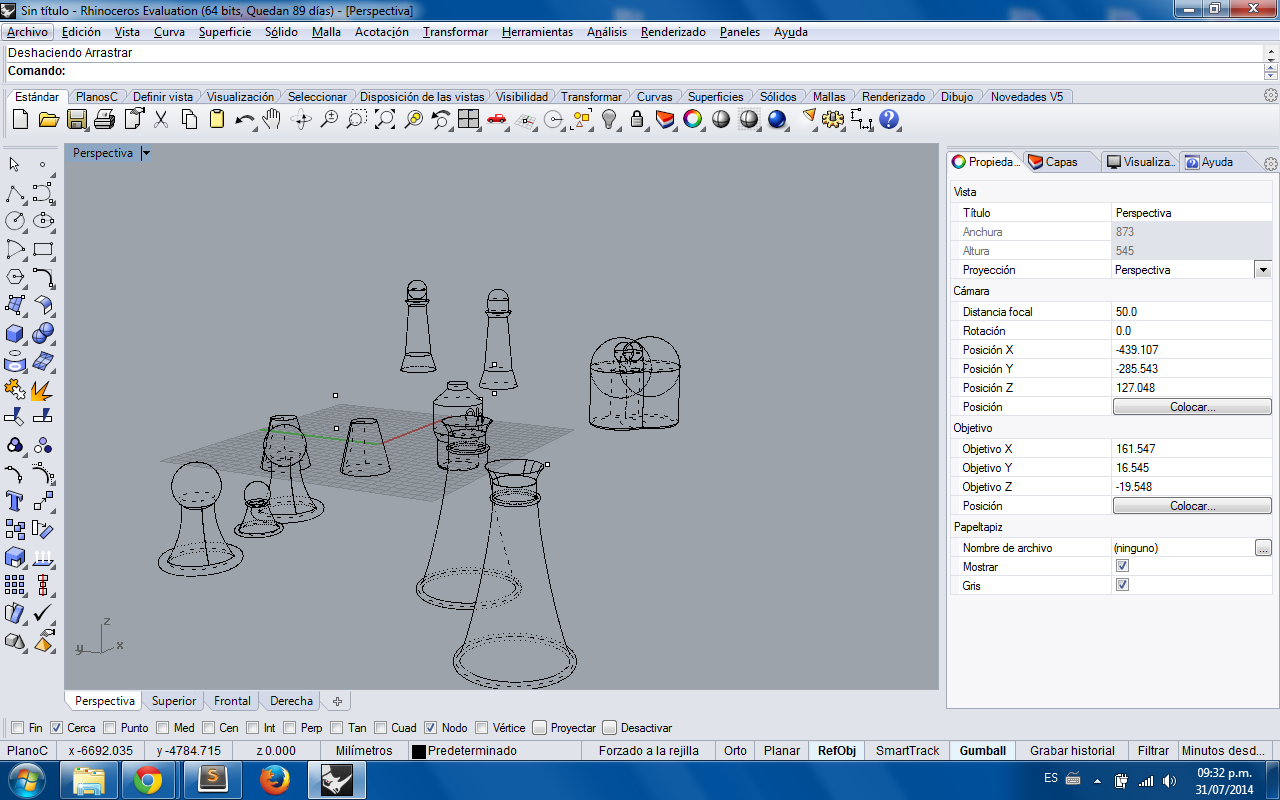 Sin título - Rhinoceros Evaluation (64 bits, Quedan 89 días) - [Perspectiva]
Archivo Edición Vista Curva Superficie Sólido Malla Acotación Transformar Herramientas Análisis Renderizado Paneles Ayuda
Deshaciendo Arrastrar
Comando:
Estándar PlanosC Definir vista Visualización Seleccionar Disposición de las vistas Visibilidad Transformar Curvas Superficies Sólidos Mallas Renderizado Dibujo Novedades V5
Perspectiva
Propieda... Capas Visualiza... Ayuda
Vista
Título Perspectiva
Anchura 873
Altura 545
Proyección Perspectiva
Cámara
Distancia focal 50.0
Rotación 0.0
Posición X -439.107
Posición Y -285.543
Posición Z 127.048
Posición Colocar...
Objetivo
Objetivo X 161.547
Objetivo Y 16.545
Objetivo Z -19.548
Posición Colocar...
Papeltapiz
Nombre de archivo (ninguno) ...
Mostrar
Gris
z
y x
Perspectiva Superior Frontal Derecha
Fin Cerca Punto Med Cen Int Perp Tan Cuad Nodo Vértice Proyectar Desactivar
PlanoC x -6692.035 y -4784.715 z 0.000 Milímetros Predeterminado Forzado a la rejilla Orto Planar RefObj SmartTrack Gumball Grabar historial Filtrar Minutos desd...
ES 09:32 p.m.
31/07/2014